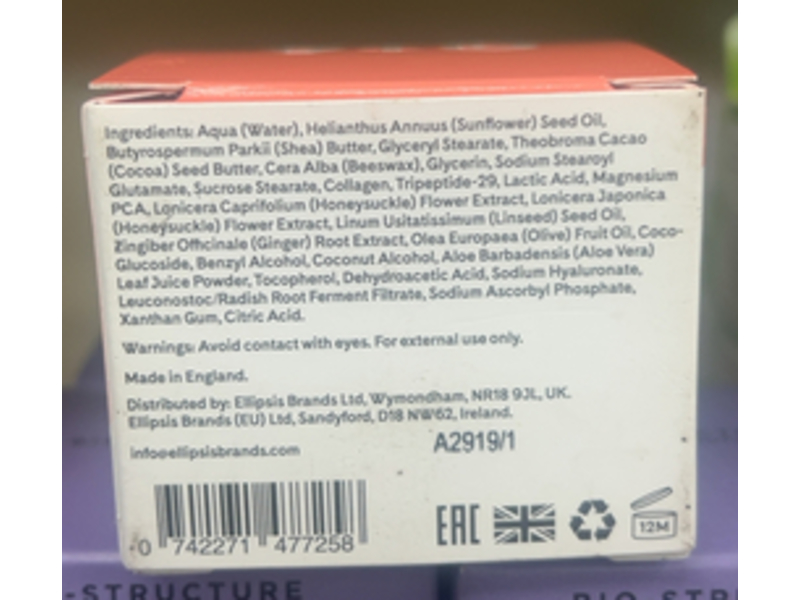 Ingredients: Aqua (Water), Helianthus Annuus (Sunflower) Seed Oil,
Butyrospermum Parkii (Shea) Butter, Glyceryl Stearate, Theobroma Cacao
(Cocoa) Seed Butter, Cera Alba (Beeswax), Glycerin, Sodium Stearoyl
Glutamate, Sucrose Stearate, Collagen, Tripeptide-29, Lactic Acid, Magnesium
PCA, Lonicera Caprifolium (Honeysuckle) Flower Extract, Lonicera Japonica
(Honeysuckle) Flower Extract, Linum Usitatissimum (Linseed) Seed Oil,
Zingiber Officinale (Ginger) Root Extract, Olea Europaea (Olive) Fruit Oil, Coco-
Glucoside, Benzyl Alcohol, Coconut Alcohol, Aloe Barbadensis (Aloe Vera)
Leaf Juice Powder, Tocopherol, Dehydroacetic Acid, Sodium Hyaluronate,
Leuconostoc/Radish Root Ferment Filtrate, Sodium Ascorbyl Phosphate,
Xanthan Gum, Citric Acid.
Warnings: Avoid contact with eyes. For external use only.
Made in England.
Distributed by: Ellipsis Brands Ltd, Wymondham, NR18 9JL, UK.
Ellipsis Brands (EU) Ltd, Sandyford, D18 NW62, Ireland.
info@ellipsisbrands.com
A2919/1
EAC
12M
0 742271 477258
-STRUCTURE